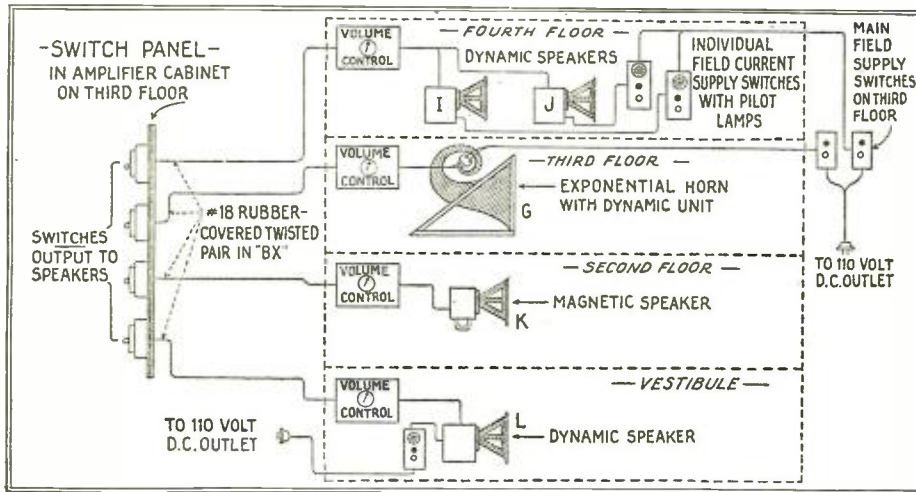 -SWITCH PANEL-
IN AMPLIFIER CABINET
ON THIRD FLOOR
SWITCHES
OUTPUT TO
SPEAKERS
#18 RUBBER-
COVERED TWISTED
PAIR IN "BX"
VOLUME
CONTROL
- FOURTH FLOOR -
DYNAMIC SPEAKERS
I
J
INDIVIDUAL
FIELD CURRENT
SUPPLY SWITCHES
WITH PILOT
LAMPS
MAIN
FIELD
SUPPLY
SWITCHES
ON THIRD
FLOOR
VOLUME
CONTROL
- THIRD FLOOR -
EXPONENTIAL HORN
WITH DYNAMIC UNIT
G
TO 110 VOLT
D.C. OUTLET
VOLUME
CONTROL
- SECOND FLOOR -
MAGNETIC SPEAKER
K
VOLUME
CONTROL
- VESTIBULE -
L
DYNAMIC SPEAKER
TO 110 VOLT
D.C. OUTLET